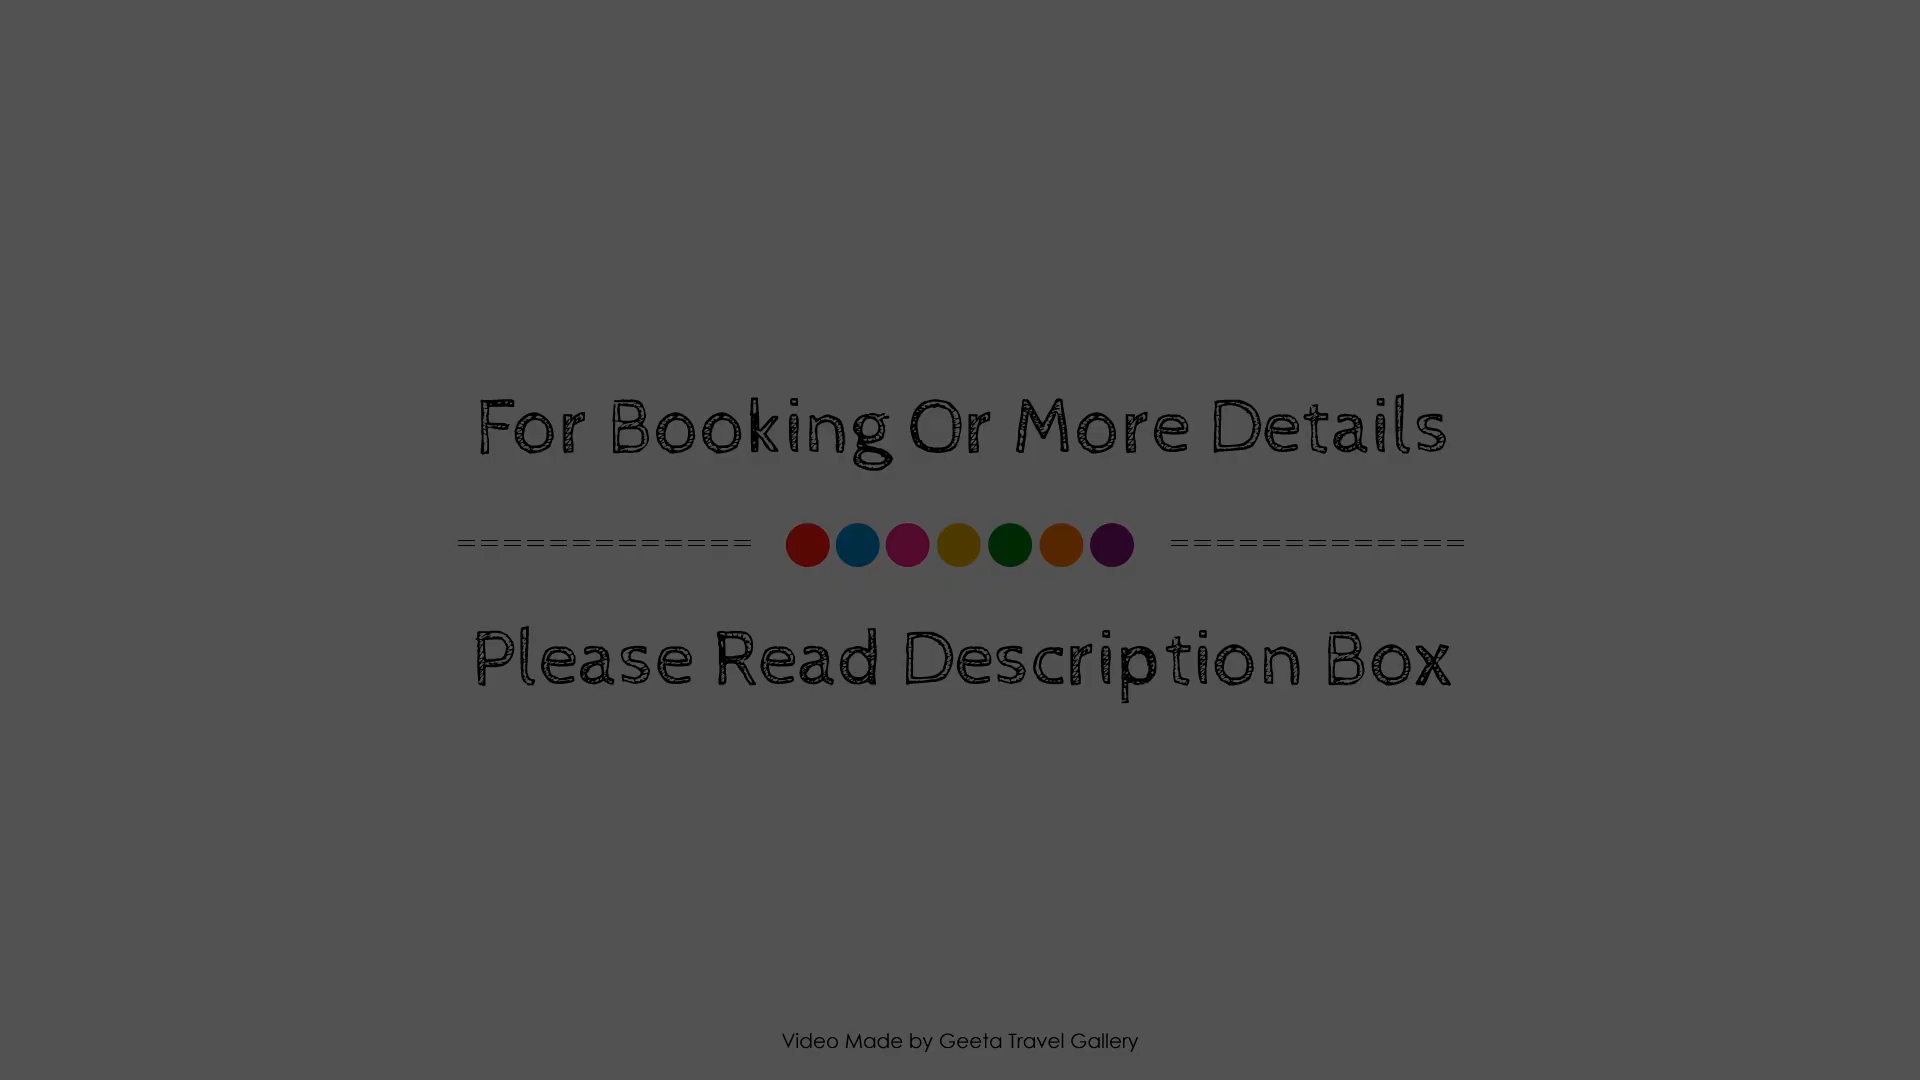 For Booking Or More Details
============= =============
Please Read Description Box
Video Made by Geeta Travel Gallery